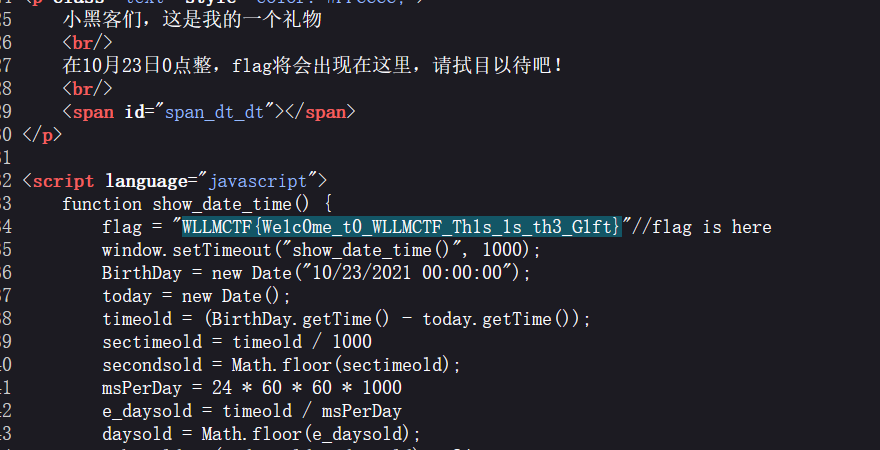 25 小黑客们，这是我的一个礼物
26 <br/>
27 在10月23日0点整，flag将会出现在这里，请拭目以待吧！
28 <br/>
29 <span id="span_dt_dt"></span>
30 </p>
31
32 <script language="javascript">
33 function show_date_time() {
34 flag = "WLLMCTF{We1c0me_t0_WLLMCTF_Th1s_1s_th3_G1ft}"//flag is here
35 window.setTimeout("show_date_time()", 1000);
36 BirthDay = new Date("10/23/2021 00:00:00");
37 today = new Date();
38 timeold = (BirthDay.getTime() - today.getTime());
39 sectimeold = timeold / 1000
40 secondsold = Math.floor(sectimeold);
41 msPerDay = 24 * 60 * 60 * 1000
42 e_daysold = timeold / msPerDay
43 daysold = Math.floor(e_daysold);